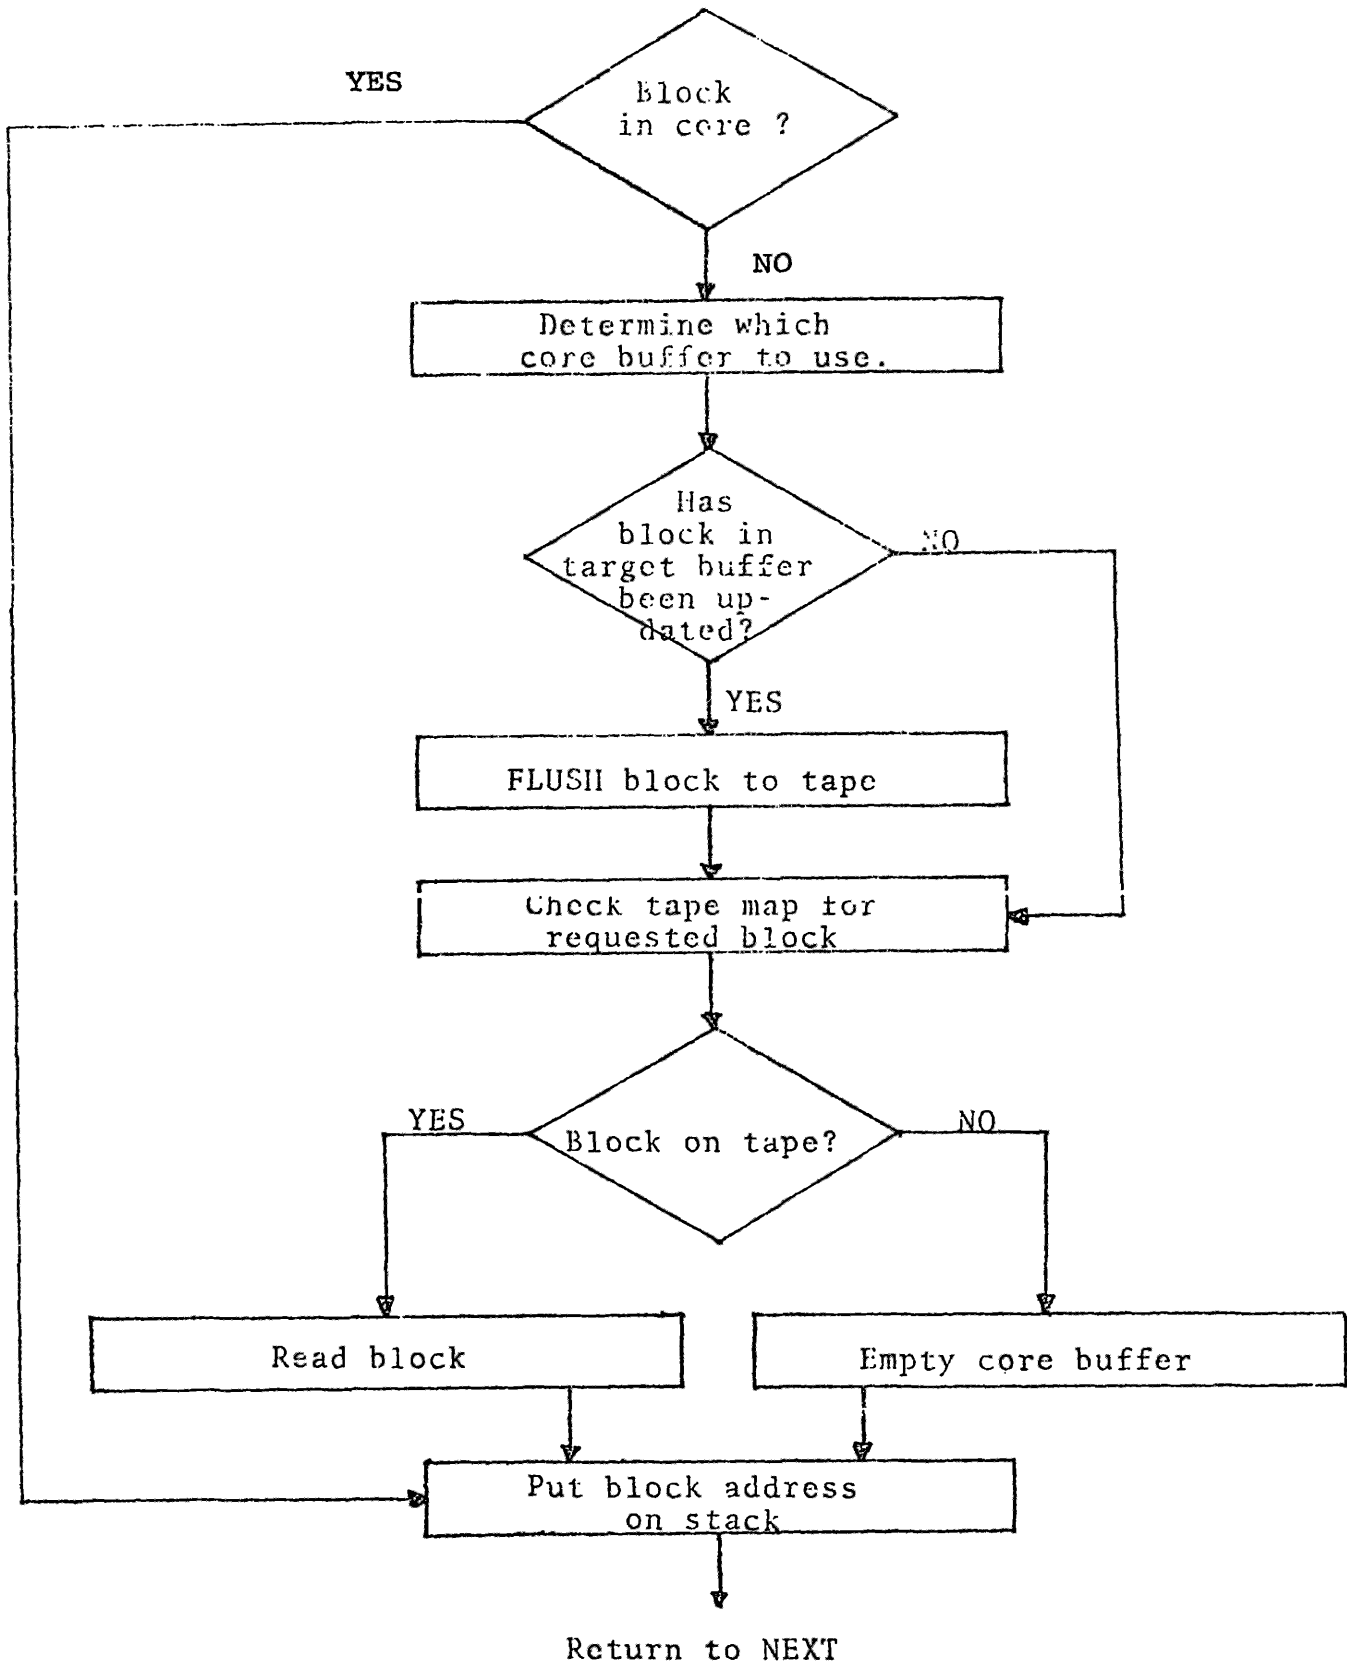 YES
Block
in core ?
NO
Determine which
core buffer to use.
Has
block in
target buffer
been up-
dated?
NO
YES
FLUSH block to tape
Check tape map for
requested block
YES
Block on tape?
NO
Read block
Empty core buffer
Put block address
on stack
Return to NEXT